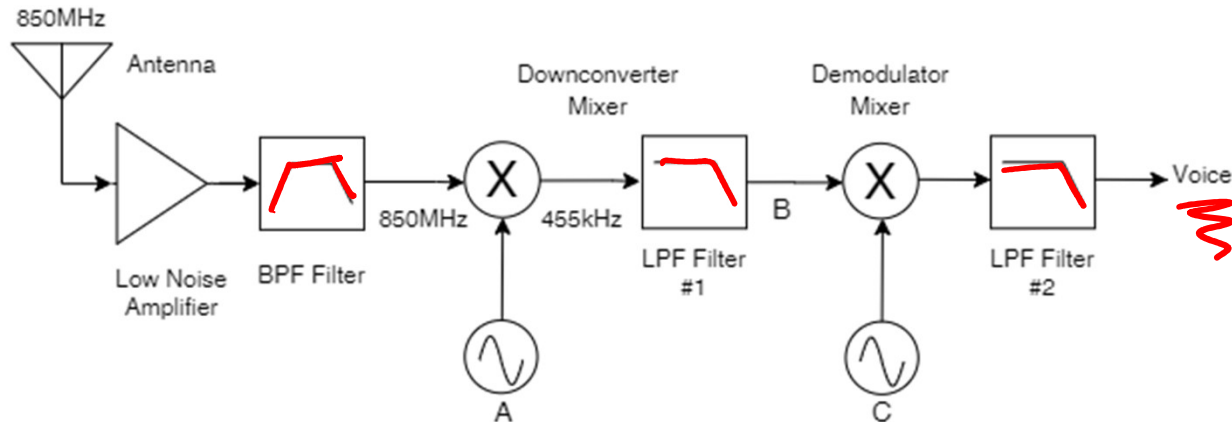 850MHz
Antenna
Downconverter
Mixer
Demodulator
Mixer
X
X
Voice
850MHz
455kHz
B
Low Noise
Amplifier
BPF Filter
LPF Filter
#1
LPF Filter
#2
A
C